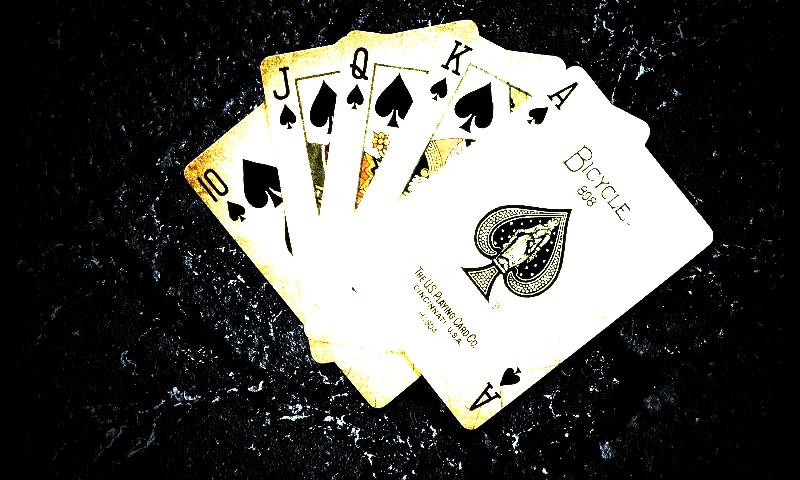 10
J
Q
K
A
BICYCLE
808
THE U.S. PLAYING CARD CO.
CINCINNATI, U.S.A.
A